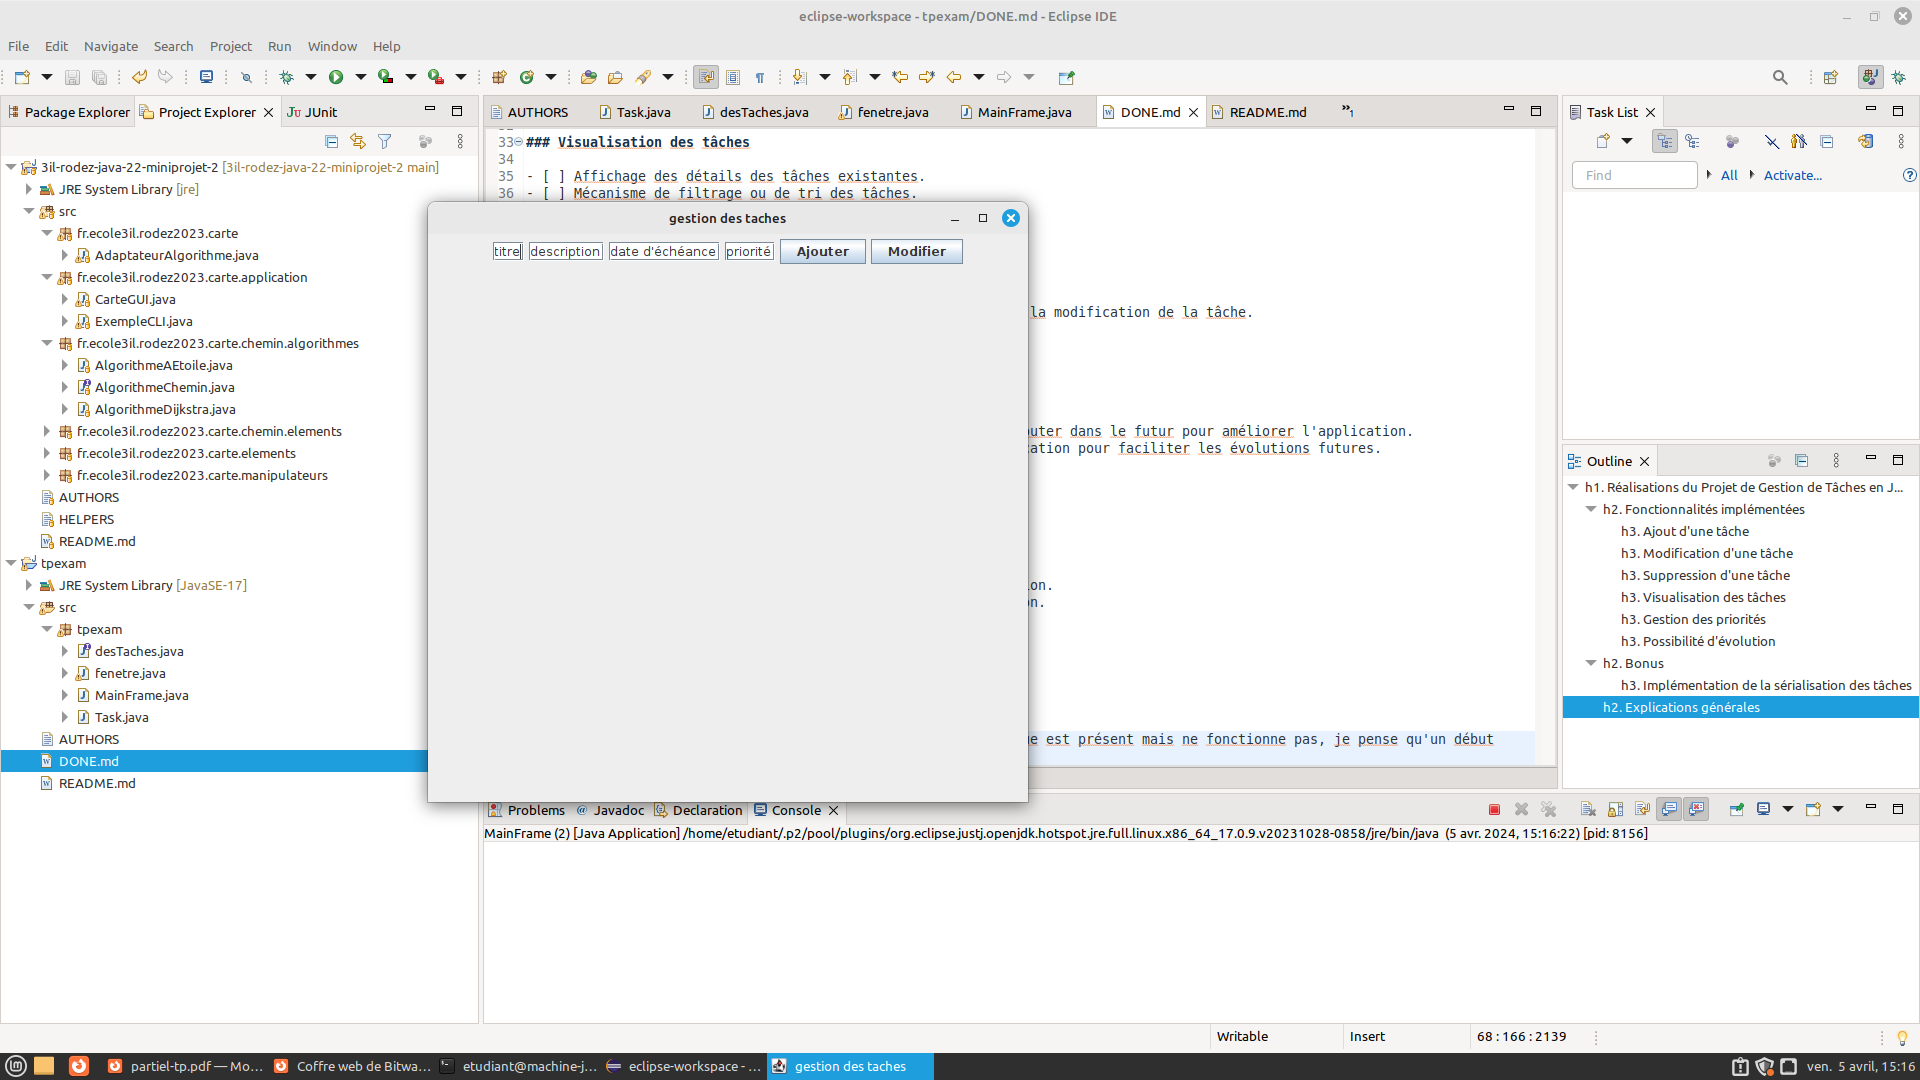 eclipse-workspace - tpexam/DONE.md - Eclipse IDE
File Edit Navigate Search Project Run Window Help
Package Explorer Project Explorer JUnit
3il-rodez-java-22-miniprojet-2 [3il-rodez-java-22-miniprojet-2 main]
JRE System Library [jre]
src
fr.ecole3il.rodez2023.carte
AdaptateurAlgorithme.java
fr.ecole3il.rodez2023.carte.application
CarteGUI.java
ExempleCLI.java
fr.ecole3il.rodez2023.carte.chemin.algorithmes
AlgorithmeAEtoile.java
AlgorithmeChemin.java
AlgorithmeDijkstra.java
fr.ecole3il.rodez2023.carte.chemin.elements
fr.ecole3il.rodez2023.carte.elements
fr.ecole3il.rodez2023.carte.manipulateurs
AUTHORS
HELPERS
README.md
tpexam
JRE System Library [JavaSE-17]
src
tpexam
desTaches.java
fenetre.java
MainFrame.java
Task.java
AUTHORS
DONE.md
README.md
AUTHORS Task.java desTaches.java fenetre.java MainFrame.java DONE.md README.md »1
33 ### Visualisation des tâches
34
35 - [ ] Affichage des détails des tâches existantes.
36 - [ ] Mécanisme de filtrage ou de tri des tâches.
la modification de la tâche.
outer dans le futur pour améliorer l'application.
cation pour faciliter les évolutions futures.
ion.
on.
ue est présent mais ne fonctionne pas, je pense qu'un début
gestion des taches
titre description date d'échéance priorité Ajouter Modifier
Problems Javadoc Declaration Console
MainFrame (2) [Java Application] /home/etudiant/.p2/pool/plugins/org.eclipse.justj.openjdk.hotspot.jre.full.linux.x86_64_17.0.9.v20231028-0858/jre/bin/java (5 avr. 2024, 15:16:22) [pid: 8156]
Task List
Find All Activate...
Outline
h1. Réalisations du Projet de Gestion de Tâches en J...
h2. Fonctionnalités implémentées
h3. Ajout d'une tâche
h3. Modification d'une tâche
h3. Suppression d'une tâche
h3. Visualisation des tâches
h3. Gestion des priorités
h3. Possibilité d'évolution
h2. Bonus
h3. Implémentation de la sérialisation des tâches
h2. Explications générales
Writable Insert 68 : 166 : 2139
partiel-tp.pdf — Mo... Coffre web de Bitwa... etudiant@machine-j... eclipse-workspace - ... gestion des taches ven. 5 avril, 15:16